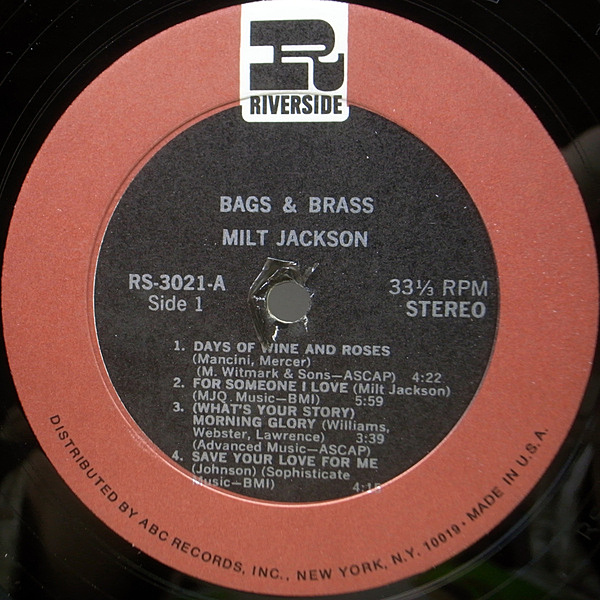 RIVERSIDE
BAGS & BRASS
MILT JACKSON
RS-3021-A
Side 1
33⅓ RPM
STEREO
1. DAYS OF WINE AND ROSES
(Mancini, Mercer)
(M. Witmark & Sons—ASCAP) 4:22
2. FOR SOMEONE I LOVE (Milt Jackson)
(MJQ Music—BMI) 5:59
3. (WHAT'S YOUR STORY)
MORNING GLORY (Williams,
Webster, Lawrence) 3:39
(Advanced Music—ASCAP)
4. SAVE YOUR LOVE FOR ME
(Johnson) (Sophisticate
Music—BMI) 4:15
DISTRIBUTED BY ABC RECORDS, INC., NEW YORK, N.Y. 10019 • MADE IN U.S.A.